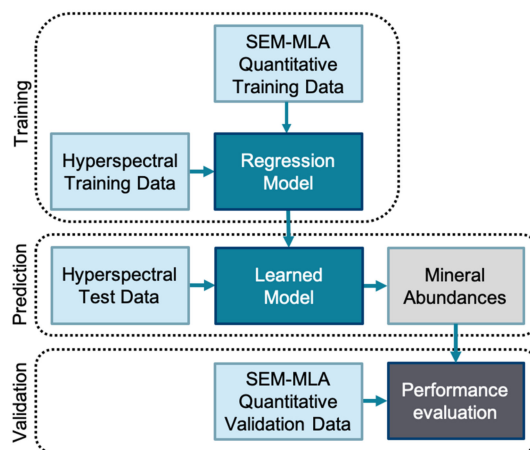 Training
SEM-MLA
Quantitative
Training Data
Hyperspectral
Training Data
Regression
Model
Prediction
Hyperspectral
Test Data
Learned
Model
Mineral
Abundances
Validation
SEM-MLA
Quantitative
Validation Data
Performance
evaluation